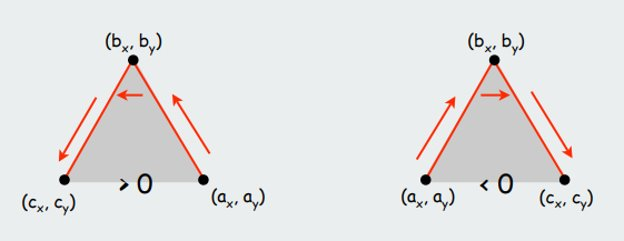 (bx, by)
(bx, by)
> 0
< 0
(cx, cy)
(ax, ay)
(ax, ay)
(cx, cy)